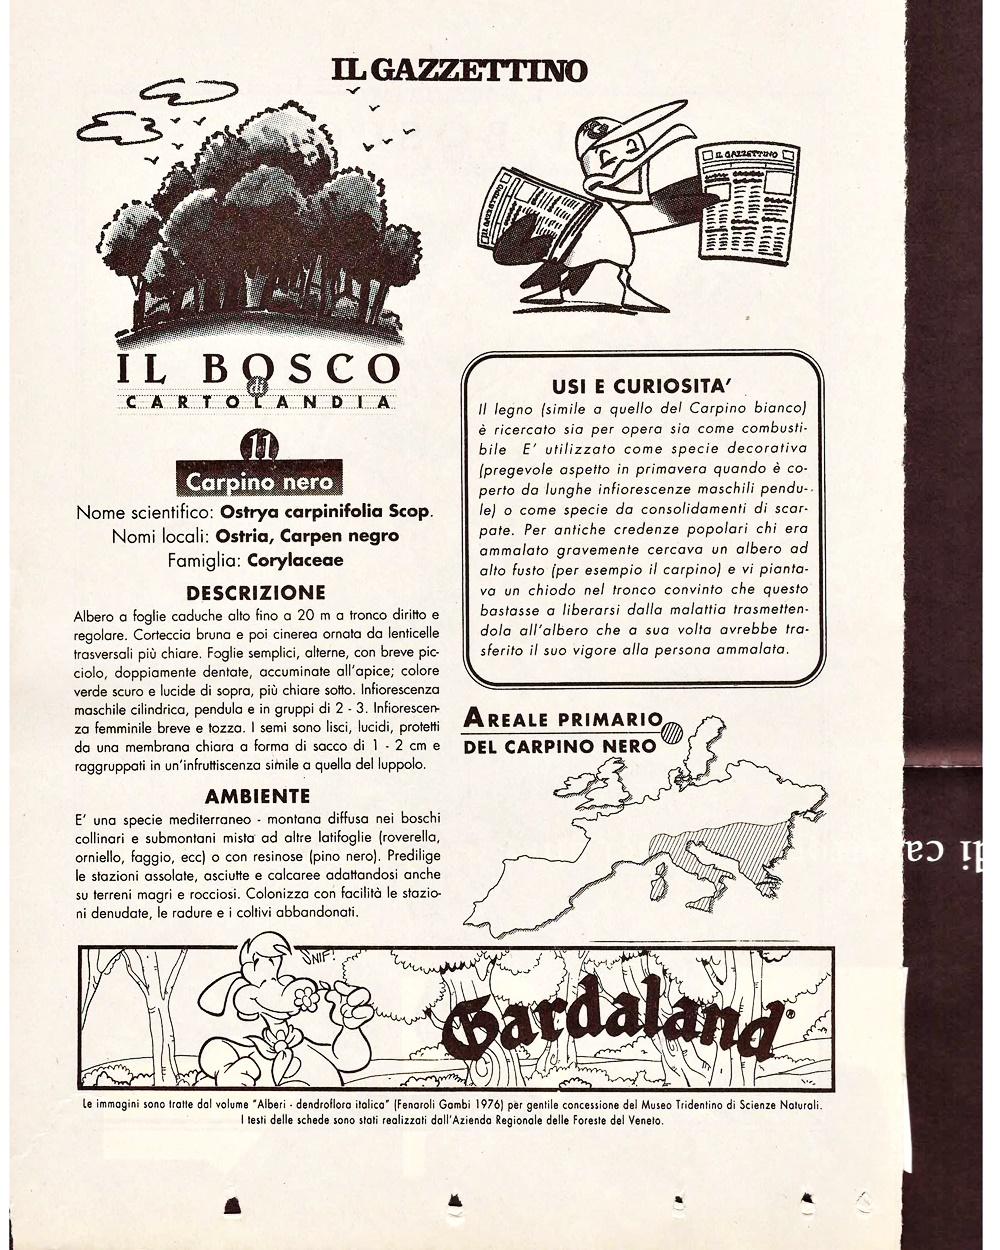 IL GAZZETTINO
IL GAZZETTINO
IL GAZZETTINO
IL BOSCO
di
CARTOLANDIA
11
Carpino nero
Nome scientifico: Ostrya carpinifolia Scop.
Nomi locali: Ostria, Carpen negro
Famiglia: Corylaceae
DESCRIZIONE
Albero a foglie caduche alto fino a 20 m a tronco diritto e
regolare. Corteccia bruna e poi cinerea ornata da lenticelle
trasversali più chiare. Foglie semplici, alterne, con breve pic-
ciolo, doppiamente dentate, accuminate all'apice; colore
verde scuro e lucide di sopra, più chiare sotto. Infiorescenza
maschile cilindrica, pendula e in gruppi di 2 - 3. Infiorescen-
za femminile breve e tozza. I semi sono lisci, lucidi, protetti
da una membrana chiara a forma di sacco di 1 - 2 cm e
raggruppati in un'infruttiscenza simile a quella del luppolo.
AMBIENTE
E' una specie mediterraneo - montana diffusa nei boschi
collinari e submontani mista ad altre latifoglie (roverella,
orniello, faggio, ecc) o con resinose (pino nero). Predilige
le stazioni assolate, asciutte e calcaree adattandosi anche
su terreni magri e rocciosi. Colonizza con facilità le stazio-
ni denudate, le radure e i coltivi abbandonati.
USI E CURIOSITA'
Il legno (simile a quello del Carpino bianco)
è ricercato sia per opera sia come combusti-
bile E' utilizzato come specie decorativa
(pregevole aspetto in primavera quando è co-
perto da lunghe infiorescenze maschili pendu-
le) o come specie da consolidamenti di scar-
pate. Per antiche credenze popolari chi era
ammalato gravemente cercava un albero ad
alto fusto (per esempio il carpino) e vi pianta-
va un chiodo nel tronco convinto che questo
bastasse a liberarsi dalla malattia trasmetten-
dola all'albero che a sua volta avrebbe tra-
sferito il suo vigore alla persona ammalata.
AREALE PRIMARIO
DEL CARPINO NERO
SNIF!
Gardaland®
Le immagini sono tratte dal volume "Alberi - dendroflora italica" (Fenaroli Gambi 1976) per gentile concessione del Museo Tridentino di Scienze Naturali.
I testi delle schede sono stati realizzati dall'Azienda Regionale delle Foreste del Veneto.